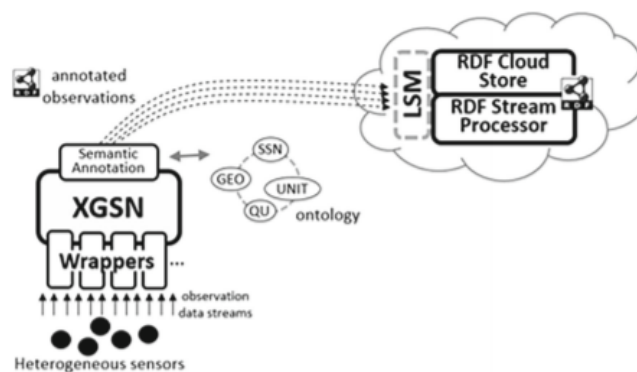 annotated
observations
LSM
RDF Cloud
Store
RDF Stream
Processor
Semantic
Annotation
SSN
GEO
UNIT
QU
ontology
XGSN
Wrappers
...
observation
data streams
Heterogeneous sensors